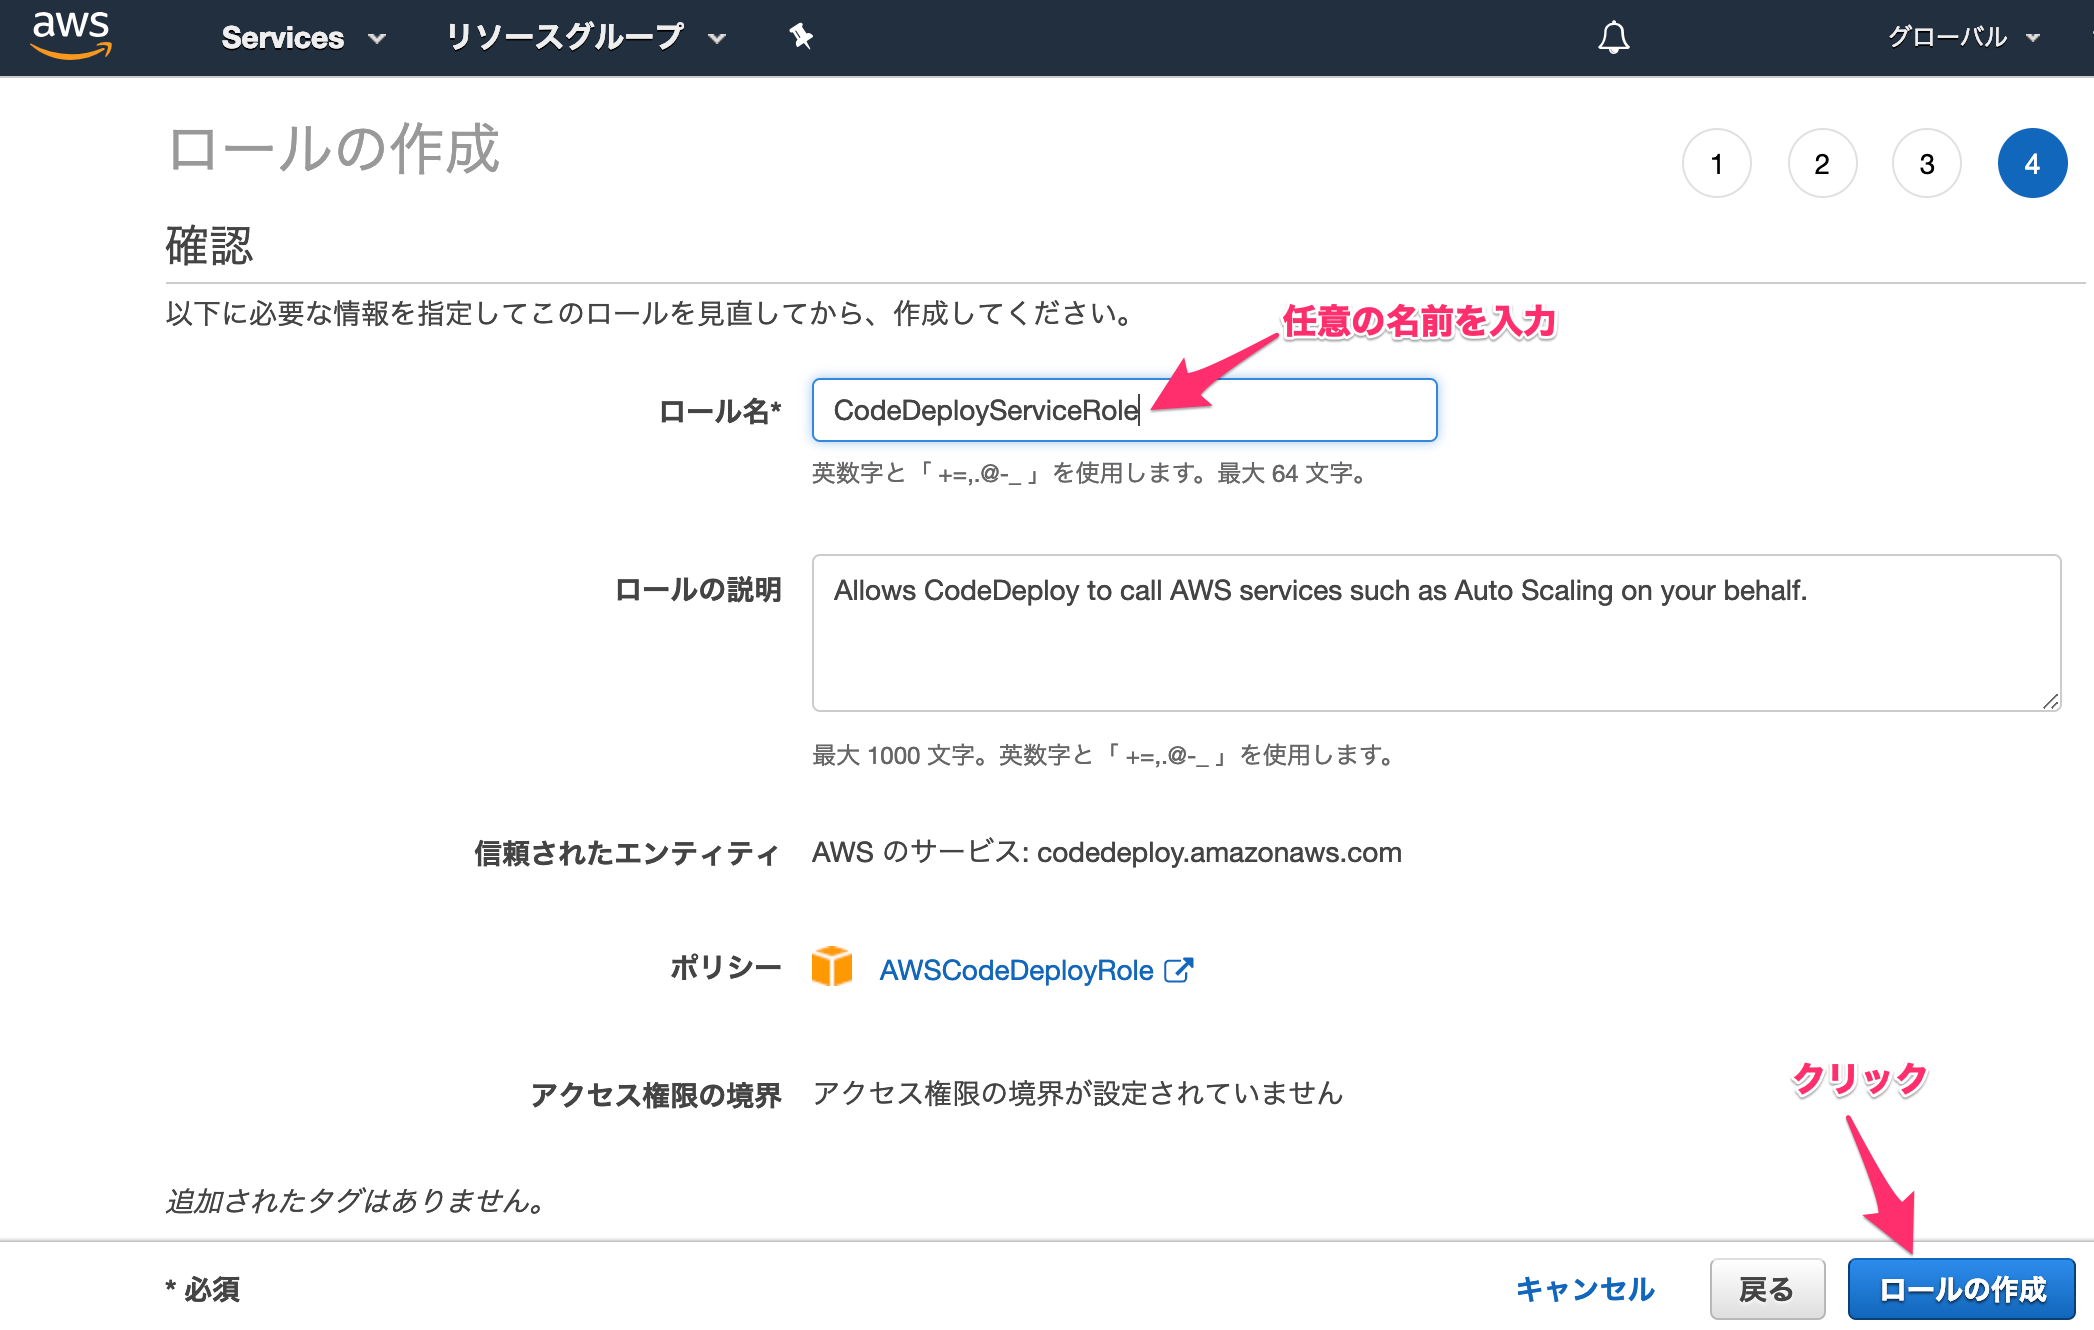 aws
Services
リソースグループ
グローバル
ロールの作成
1
2
3
4
確認
以下に必要な情報を指定してこのロールを見直してから、作成してください。
任意の名前を入力
ロール名*
CodeDeployServiceRole
英数字と「 +=,.@-_ 」を使用します。最大 64 文字。
ロールの説明
Allows CodeDeploy to call AWS services such as Auto Scaling on your behalf.
最大 1000 文字。英数字と「 +=,.@-_ 」を使用します。
信頼されたエンティティ
AWS のサービス: codedeploy.amazonaws.com
ポリシー
AWSCodeDeployRole
アクセス権限の境界
アクセス権限の境界が設定されていません
クリック
追加されたタグはありません。
* 必須
キャンセル
戻る
ロールの作成